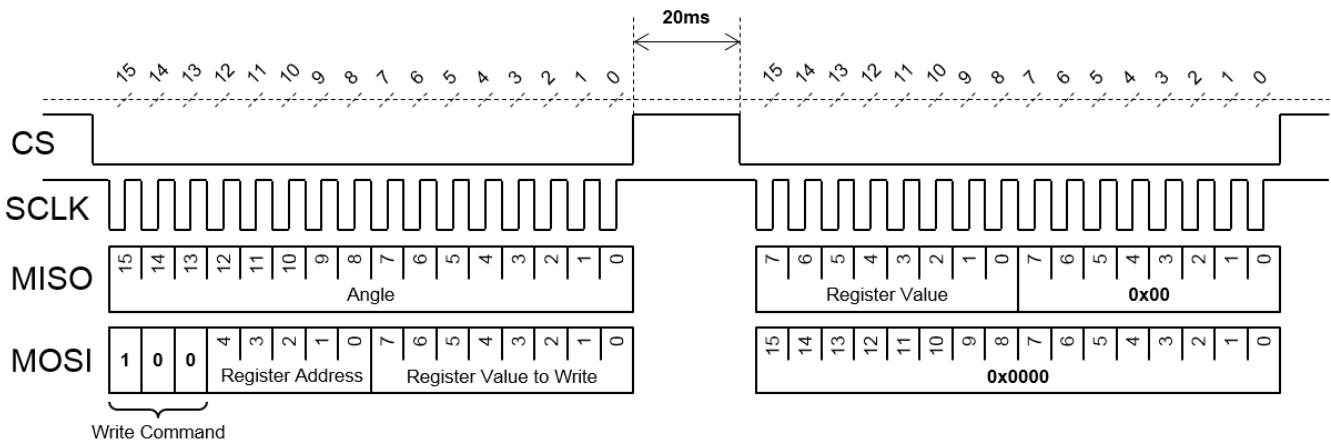 20ms
15 14 13 12 11 10 9 8 7 6 5 4 3 2 1 0 15 14 13 12 11 10 9 8 7 6 5 4 3 2 1 0
CS
SCLK
MISO 15 14 13 12 11 10 9 8 7 6 5 4 3 2 1 0 7 6 5 4 3 2 1 0 7 6 5 4 3 2 1 0
Angle Register Value 0x00
MOSI 1 0 0 4 3 2 1 0 7 6 5 4 3 2 1 0 15 14 13 12 11 10 9 8 7 6 5 4 3 2 1 0
Register Address Register Value to Write 0x0000
Write Command